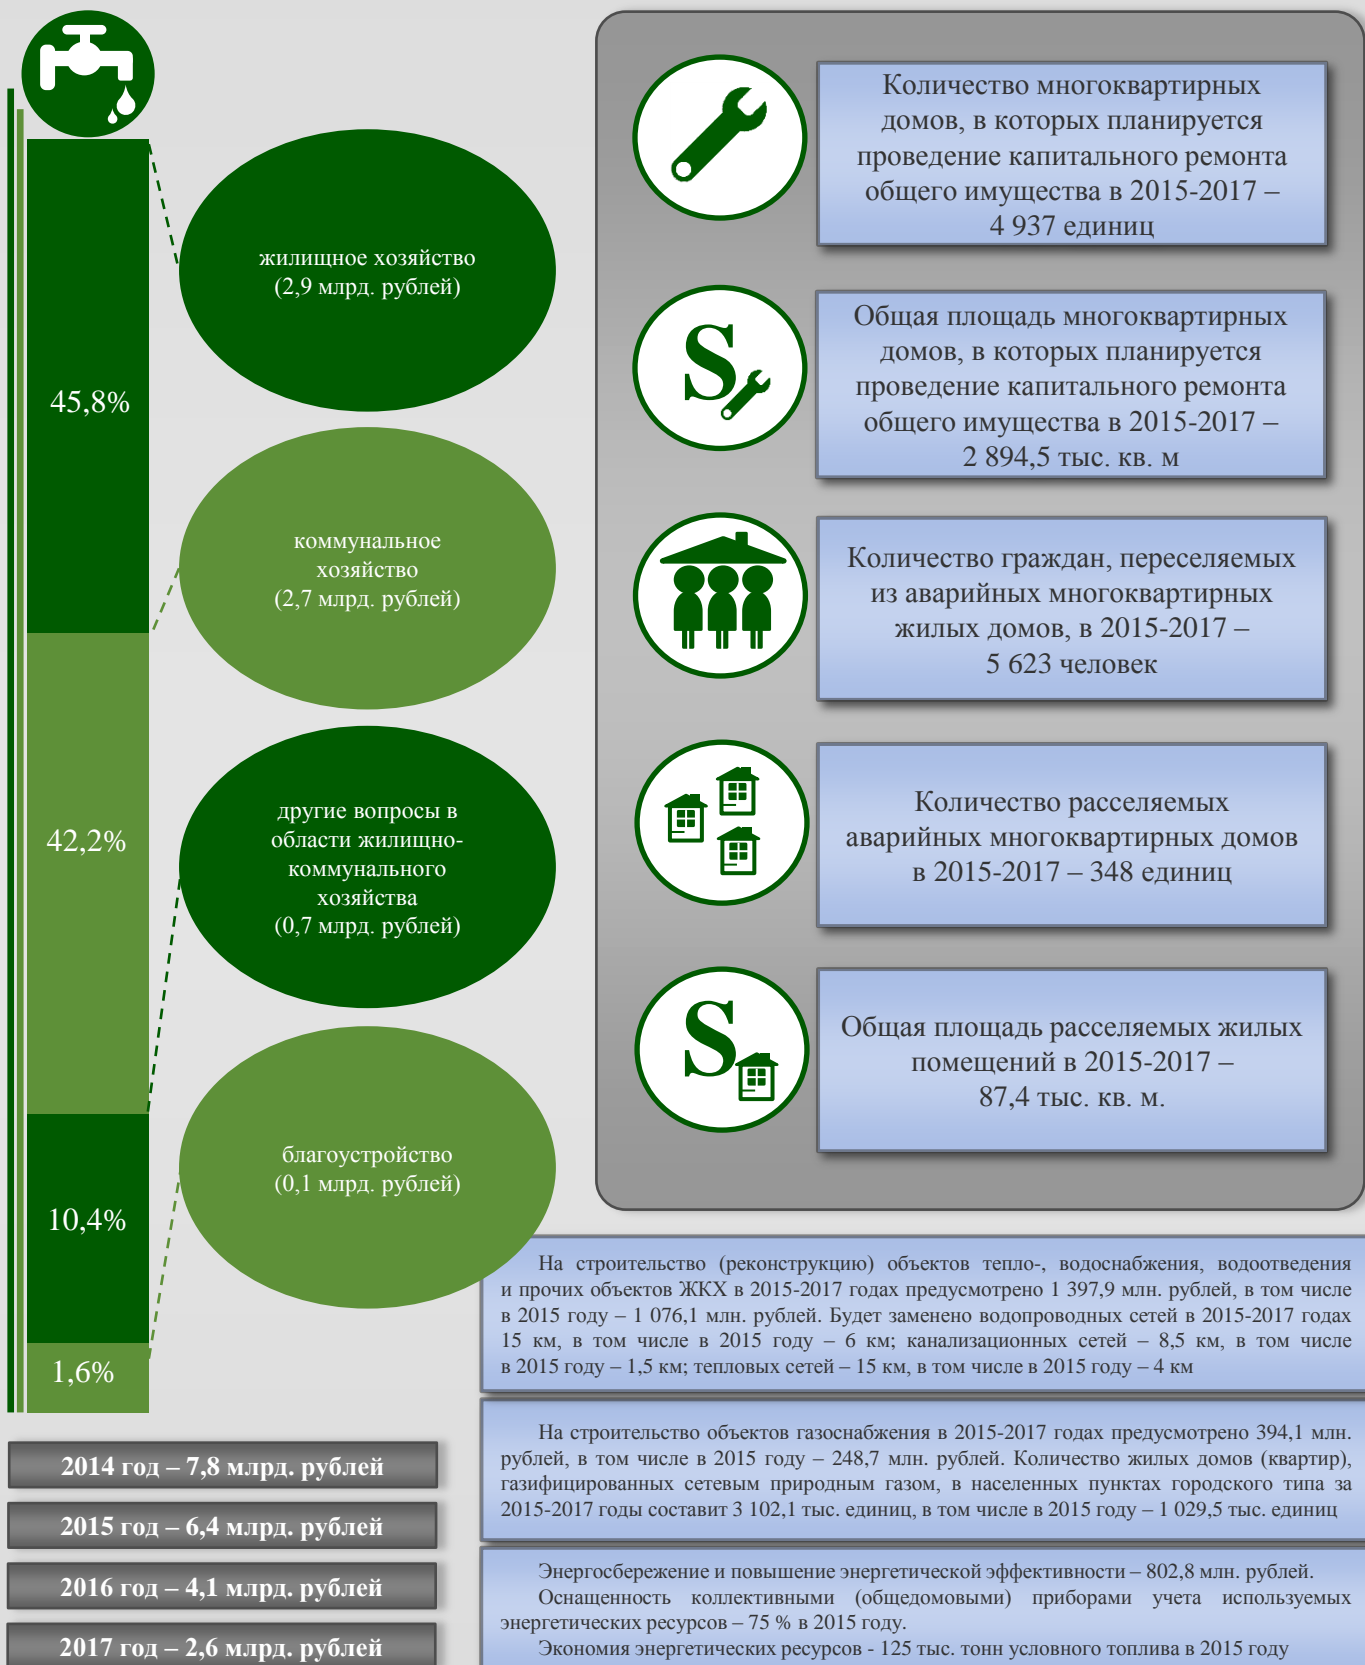 45,8%
42,2%
10,4%
1,6%
жилищное хозяйство
(2,9 млрд. рублей)
коммунальное
хозяйство
(2,7 млрд. рублей)
другие вопросы в
области жилищно-
коммунального
хозяйства
(0,7 млрд. рублей)
благоустройство
(0,1 млрд. рублей)
Количество многоквартирных
домов, в которых планируется
проведение капитального ремонта
общего имущества в 2015-2017 –
4 937 единиц
S
Общая площадь многоквартирных
домов, в которых планируется
проведение капитального ремонта
общего имущества в 2015-2017 –
2 894,5 тыс. кв. м
Количество граждан, переселяемых
из аварийных многоквартирных
жилых домов, в 2015-2017 –
5 623 человек
Количество расселяемых
аварийных многоквартирных домов
в 2015-2017 – 348 единиц
S
Общая площадь расселяемых жилых
помещений в 2015-2017 –
87,4 тыс. кв. м.
На строительство (реконструкцию) объектов тепло-, водоснабжения, водоотведения
и прочих объектов ЖКХ в 2015-2017 годах предусмотрено 1 397,9 млн. рублей, в том числе
в 2015 году – 1 076,1 млн. рублей. Будет заменено водопроводных сетей в 2015-2017 годах
15 км, в том числе в 2015 году – 6 км; канализационных сетей – 8,5 км, в том числе
в 2015 году – 1,5 км; тепловых сетей – 15 км, в том числе в 2015 году – 4 км
На строительство объектов газоснабжения в 2015-2017 годах предусмотрено 394,1 млн.
рублей, в том числе в 2015 году – 248,7 млн. рублей. Количество жилых домов (квартир),
газифицированных сетевым природным газом, в населенных пунктах городского типа за
2015-2017 годы составит 3 102,1 тыс. единиц, в том числе в 2015 году – 1 029,5 тыс. единиц
Энергосбережение и повышение энергетической эффективности – 802,8 млн. рублей.
Оснащенность коллективными (общедомовыми) приборами учета используемых
энергетических ресурсов – 75 % в 2015 году.
Экономия энергетических ресурсов - 125 тыс. тонн условного топлива в 2015 году
2014 год – 7,8 млрд. рублей
2015 год – 6,4 млрд. рублей
2016 год – 4,1 млрд. рублей
2017 год – 2,6 млрд. рублей